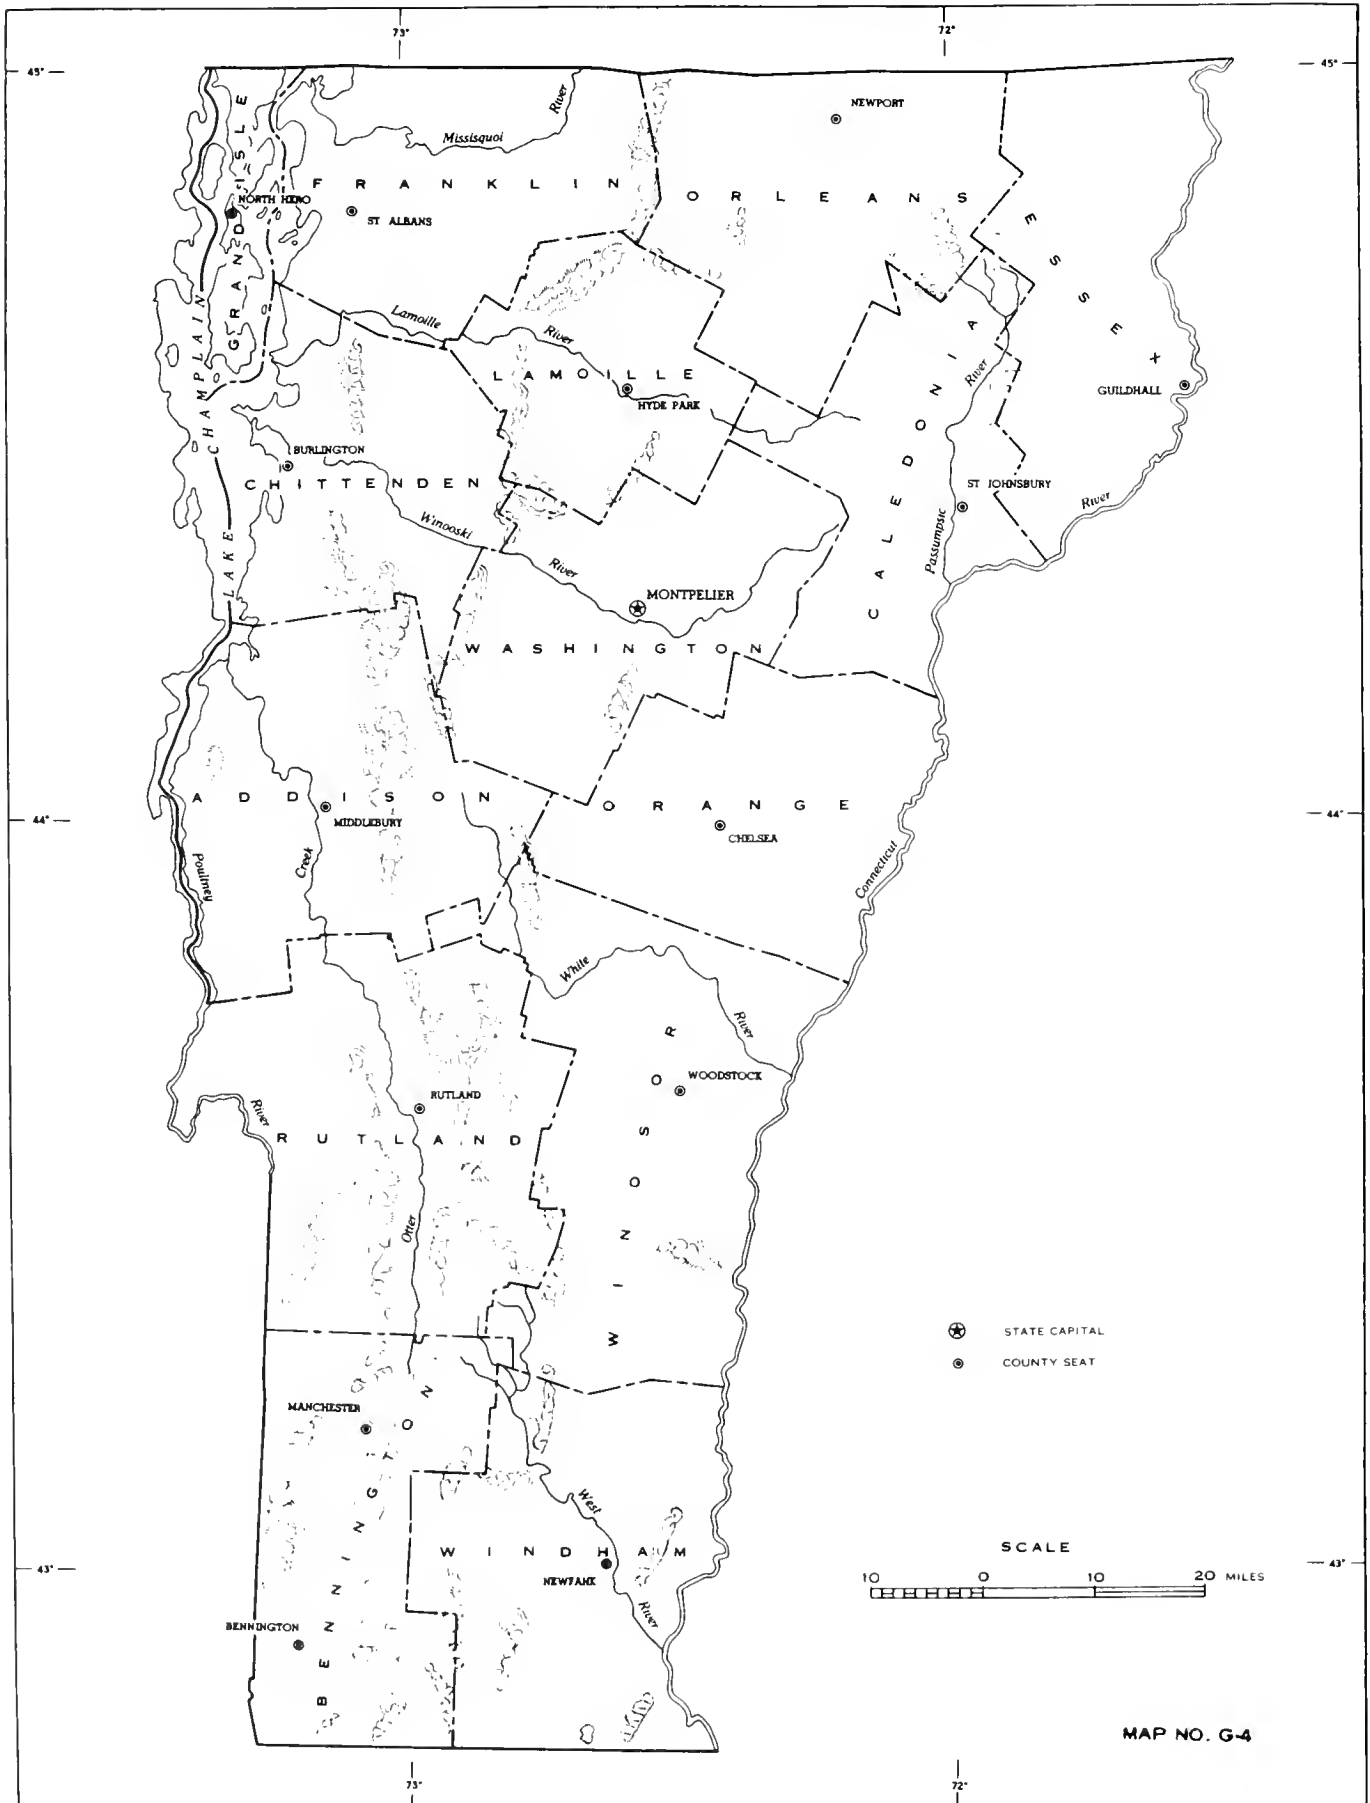 73°
72°
45°
45°
NEWPORT
Missisquoi
River
GRAND ISLE
FRANKLIN
ORLEANS
NORTH HERO
ST ALBANS
ESSEX
LAKE CHAMPLAIN
Lamoille
River
LAMOILLE
HYDE PARK
CALEDONIA
River
GUILDHALL
BURLINGTON
CHITTENDEN
ST JOHNSBURY
River
Winooski
River
Passumpsic
MONTPELIER
WASHINGTON
ADDISON
MIDDLEBURY
ORANGE
CHELSEA
44°
44°
Poultney
Creek
Connecticut
White
River
WINDSOR
WOODSTOCK
RUTLAND
River
RUTLAND
Otter
STATE CAPITAL
COUNTY SEAT
MANCHESTER
BENNINGTON
West
WINDHAM
NEWFANE
River
SCALE
43°
43°
10 0 10 20 MILES
BENNINGTON
MAP NO. G-4
73°
72°